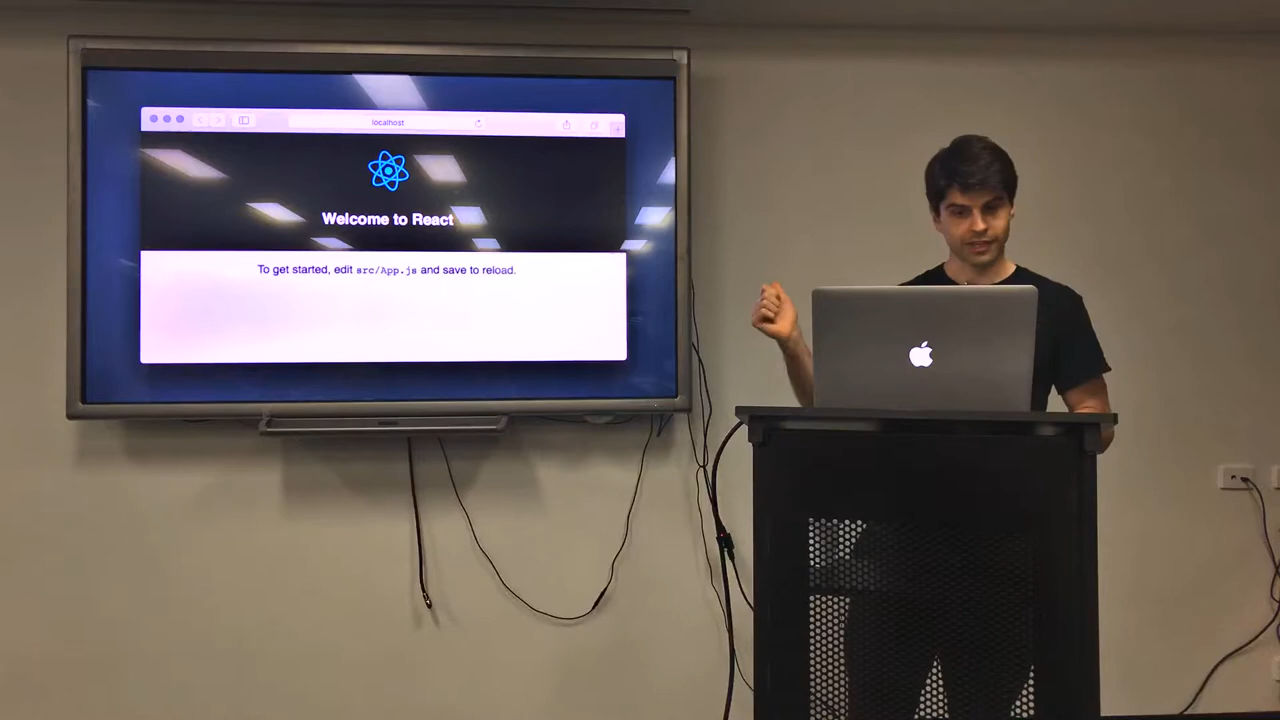 localhost
Welcome to React
To get started, edit src/App.js and save to reload.